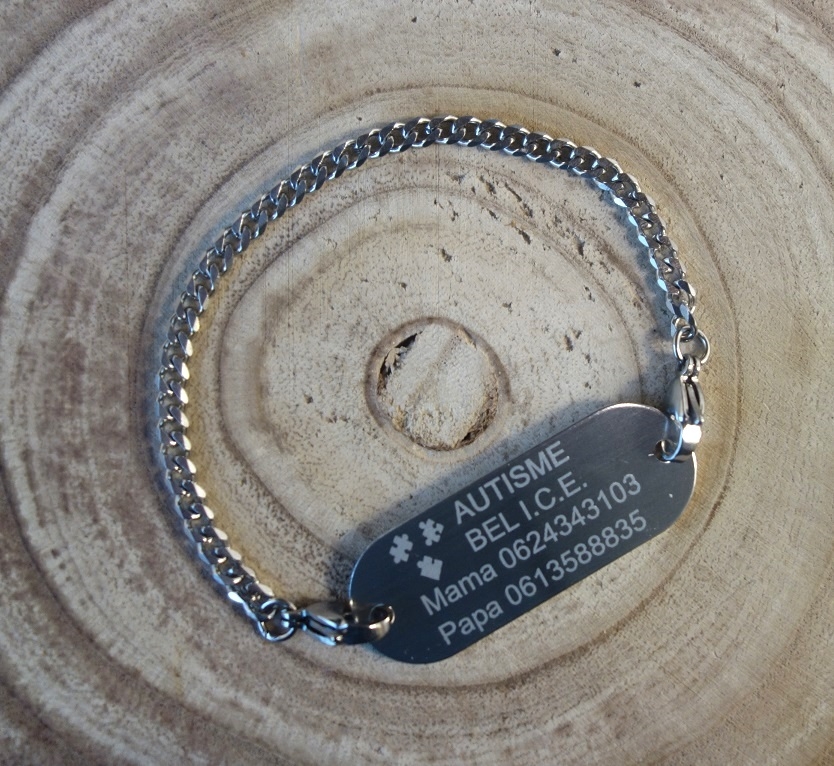 AUTISME
BEL I.C.E.
Mama 0624343103
Papa 0613588835